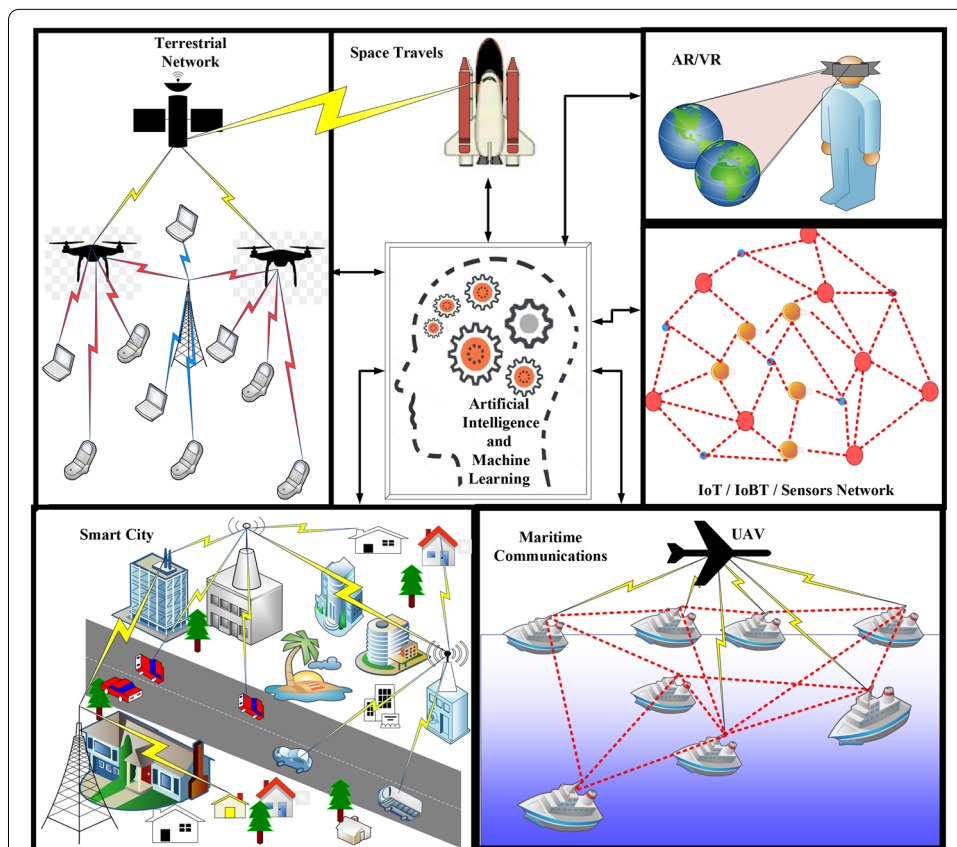 Terrestrial
Network
Space Travels
AR/VR
Artificial
Intelligence
and
Machine
Learning
IoT / IoBT / Sensors Network
Smart City
Maritime
Communications
UAV